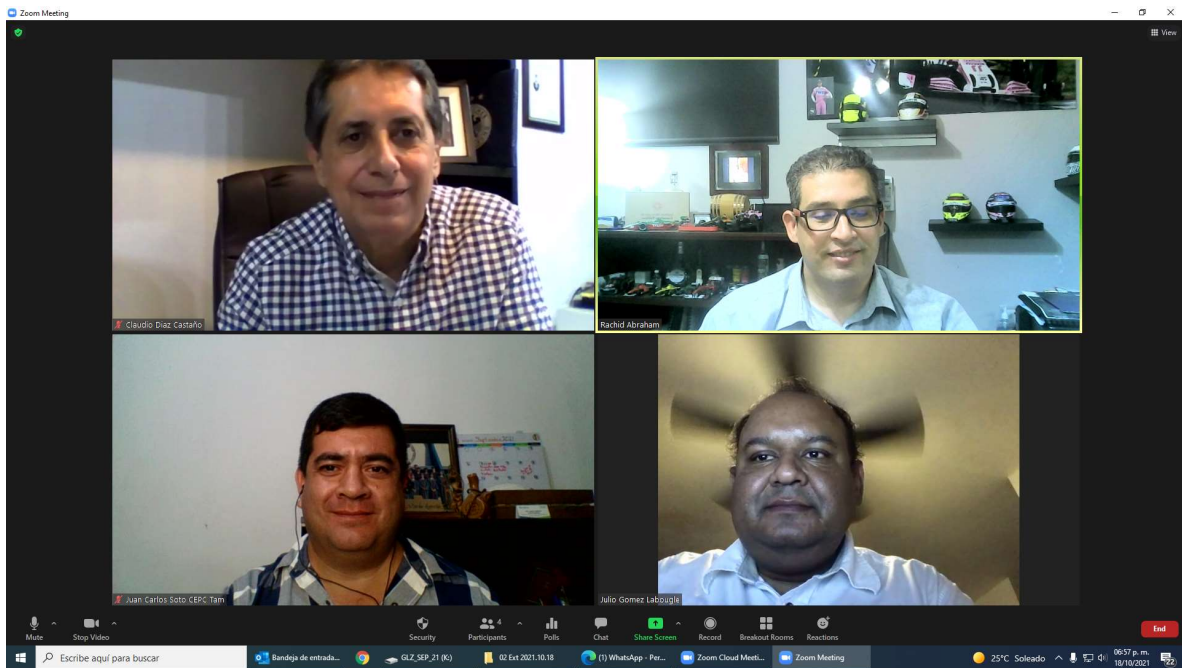 Zoom Meeting
View
Claudio Diaz Castaño
Rachid Abraham
Juan Carlos Soto CEPC Tam
Julio Gomez Labougle
Mute
Stop Video
Security
Participants
4
Polls
Chat
Share Screen
Record
Breakout Rooms
Reactions
End
Escribe aquí para buscar
Bandeja de entrada...
GLZ_SEP_21 (K:)
02 Ext 2021.10.18
(1) WhatsApp - Per...
Zoom Cloud Meeti...
Zoom Meeting
25°C Soleado
06:57 p. m.
18/10/2021
22